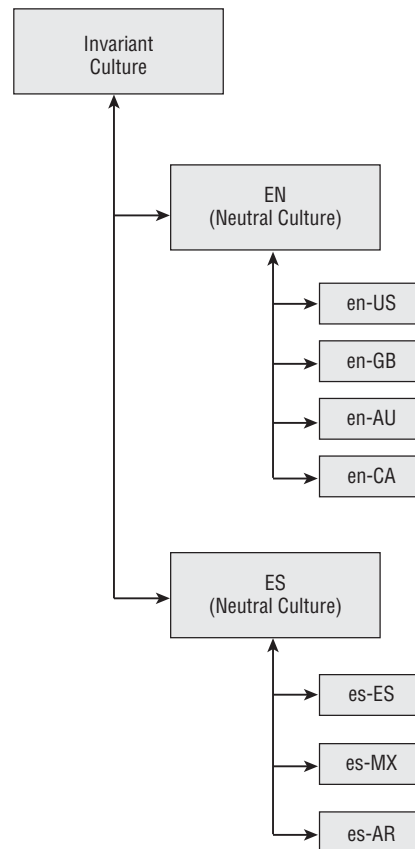 Invariant
Culture
EN
(Neutral Culture)
en-US
en-GB
en-AU
en-CA
ES
(Neutral Culture)
es-ES
es-MX
es-AR